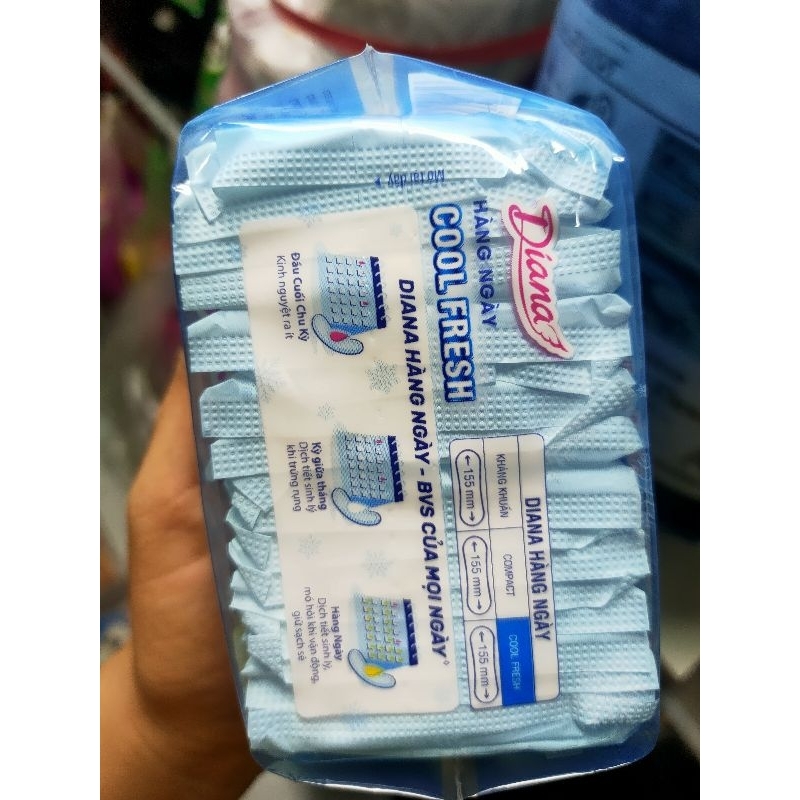 Mở tại đây
Diana
HÀNG NGÀY
COOL FRESH
DIANA HÀNG NGÀY
KHÁNG KHUẨN
COMPACT
COOL FRESH
155 mm
155 mm
155 mm
DIANA HÀNG NGÀY - BVS CỦA MỌI NGÀY
Đầu Cuối Chu Kỳ
Kinh nguyệt ra ít
Kỳ giữa tháng
Dịch tiết sinh lý
khi trứng rụng
Hàng Ngày
Dịch tiết sinh lý,
mồ hôi khi vận động,
giữ sạch sẽ